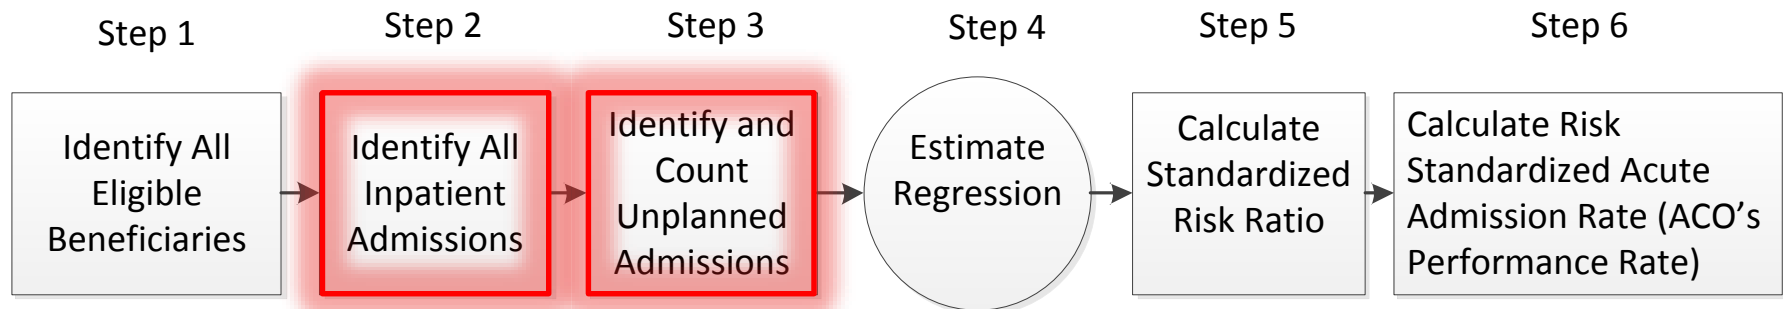 Step 1
Step 2
Step 3
Step 4
Step 5
Step 6
Identify All
Eligible
Beneficiaries
Identify All
Inpatient
Admissions
Identify and
Count
Unplanned
Admissions
Estimate
Regression
Calculate
Standardized
Risk Ratio
Calculate Risk
Standardized Acute
Admission Rate (ACO’s
Performance Rate)